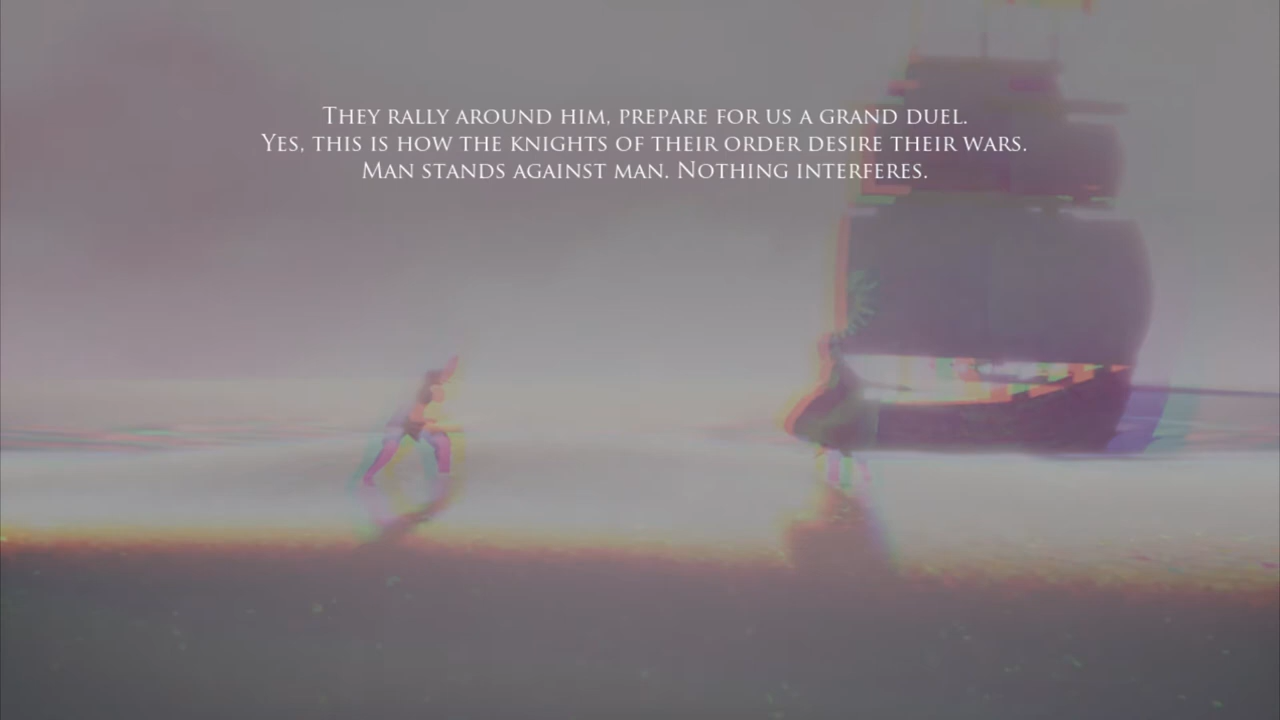 They rally around him, prepare for us a grand duel.
Yes, this is how the knights of their order desire their wars.
Man stands against man. Nothing interferes.